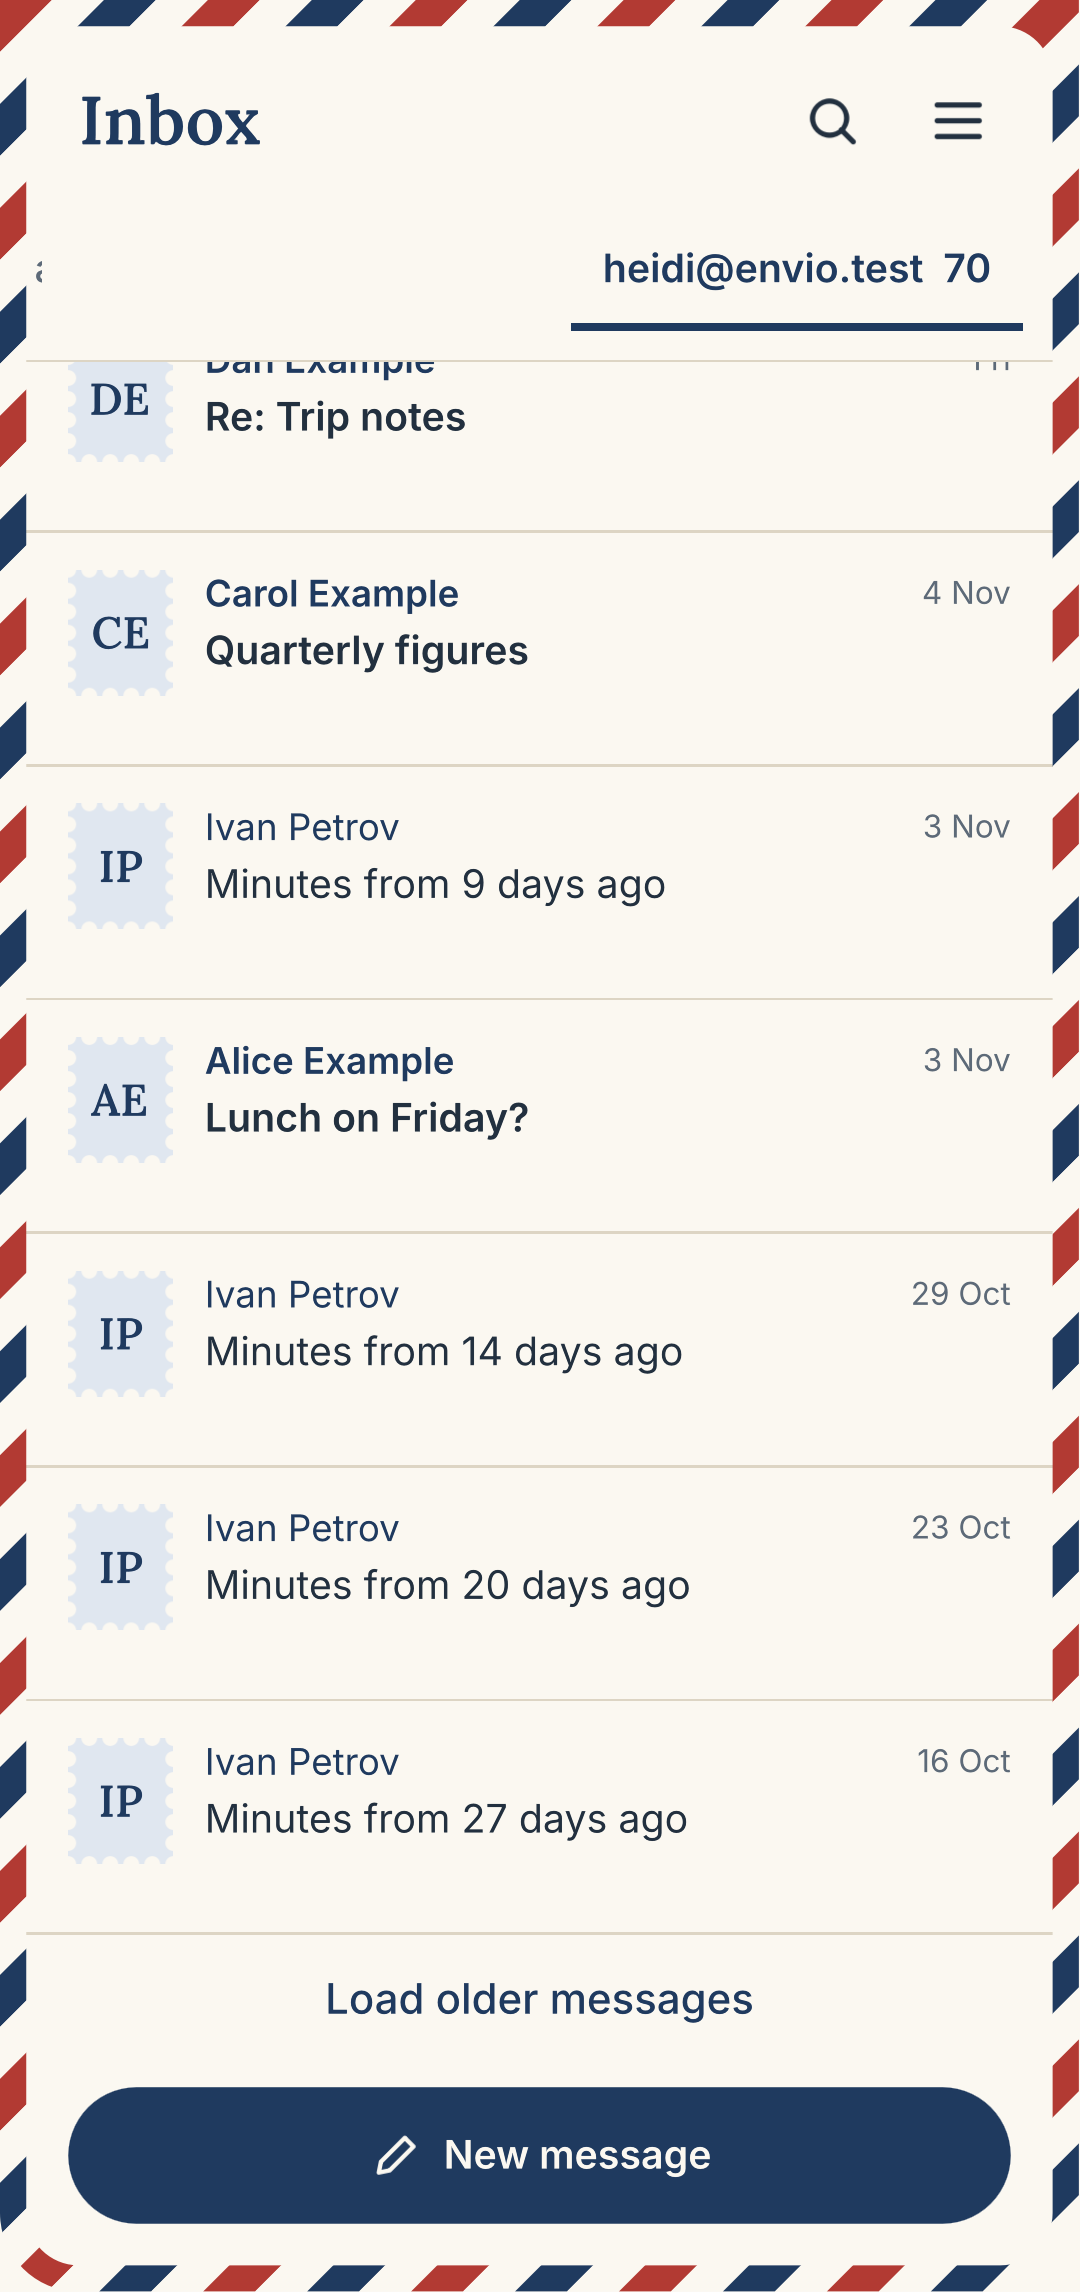 Inbox
heidi@envio.test 70
Dan Example
DE
Re: Trip notes
Carol Example
4 Nov
CE
Quarterly figures
Ivan Petrov
3 Nov
IP
Minutes from 9 days ago
Alice Example
3 Nov
AE
Lunch on Friday?
Ivan Petrov
29 Oct
IP
Minutes from 14 days ago
Ivan Petrov
23 Oct
IP
Minutes from 20 days ago
Ivan Petrov
16 Oct
IP
Minutes from 27 days ago
Load older messages
New message